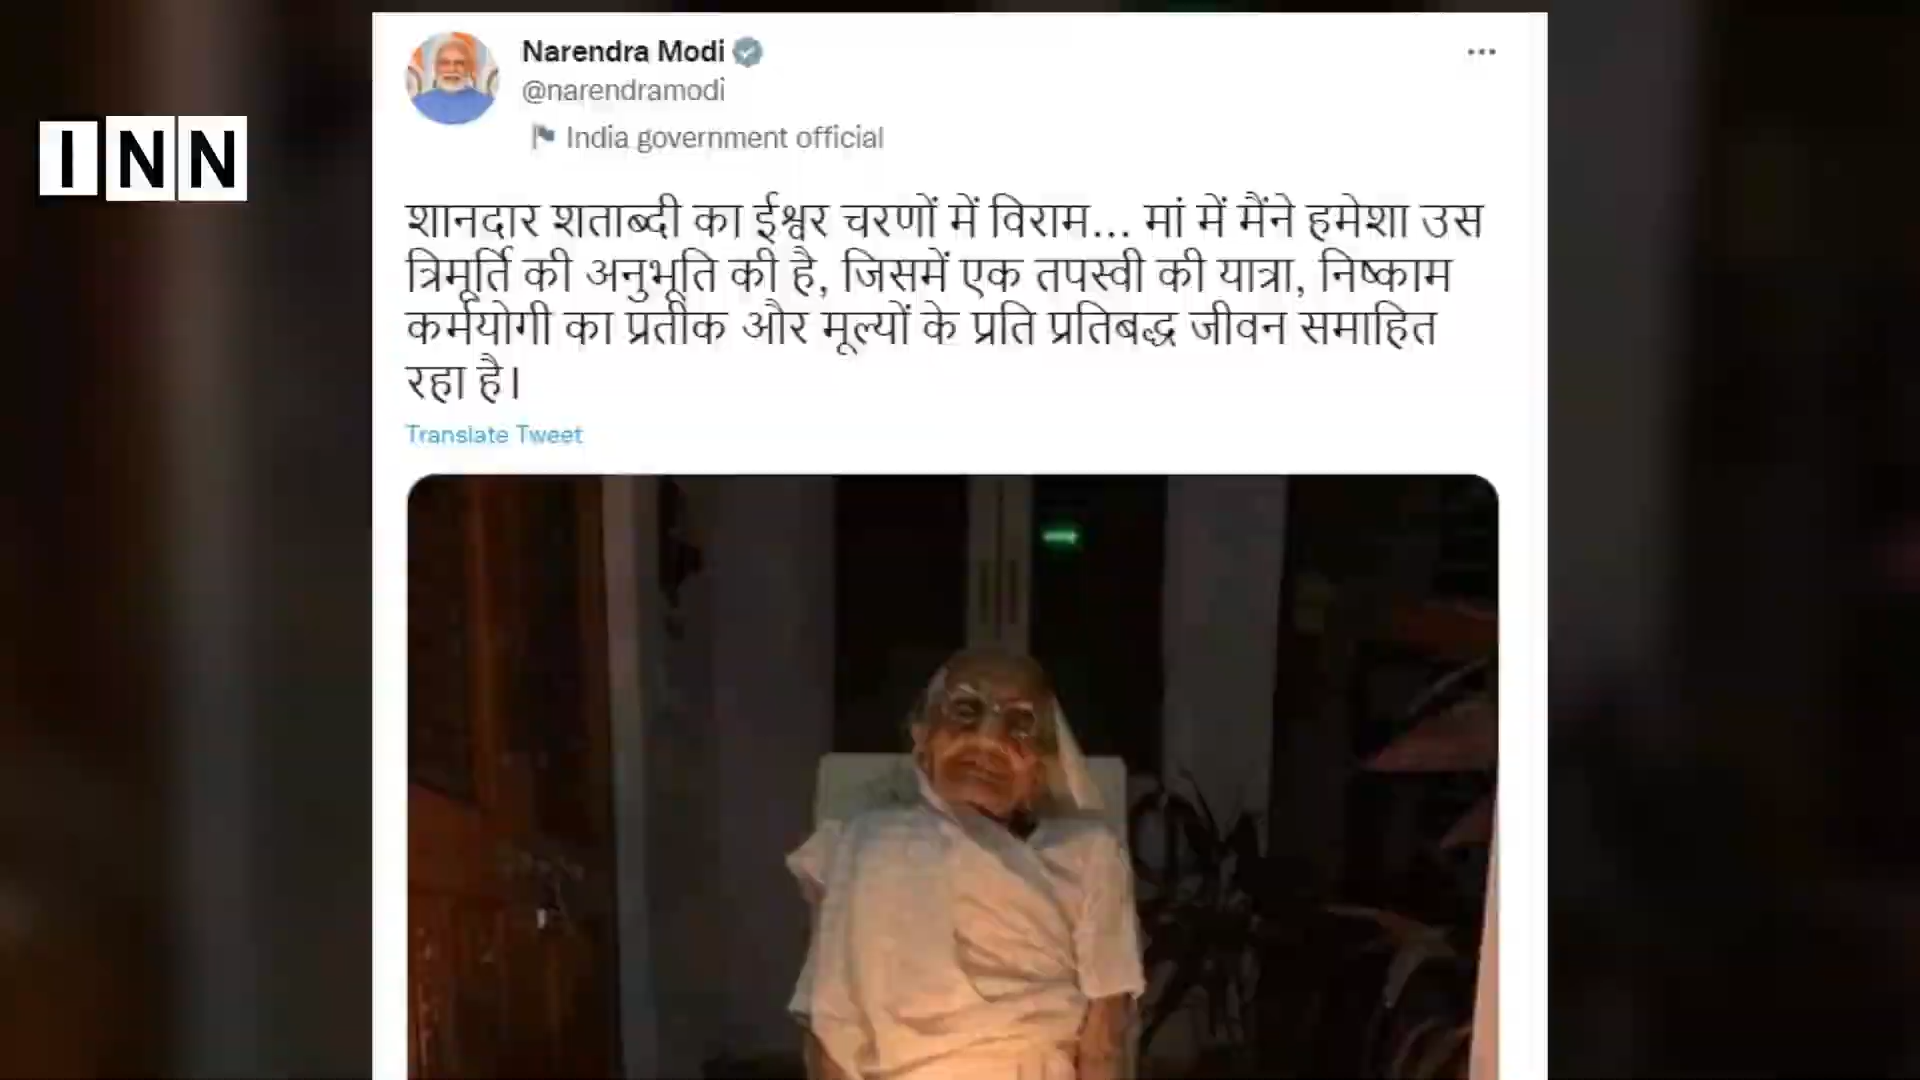 INN
Narendra Modi
@narendramodi
India government official
शानदार शताब्दी का ईश्वर चरणों में विराम... मां में मैंने हमेशा उस
त्रिमूर्ति की अनुभूति की है, जिसमें एक तपस्वी की यात्रा, निष्काम
कर्मयोगी का प्रतीक और मूल्यों के प्रति प्रतिबद्ध जीवन समाहित
रहा है।
Translate Tweet